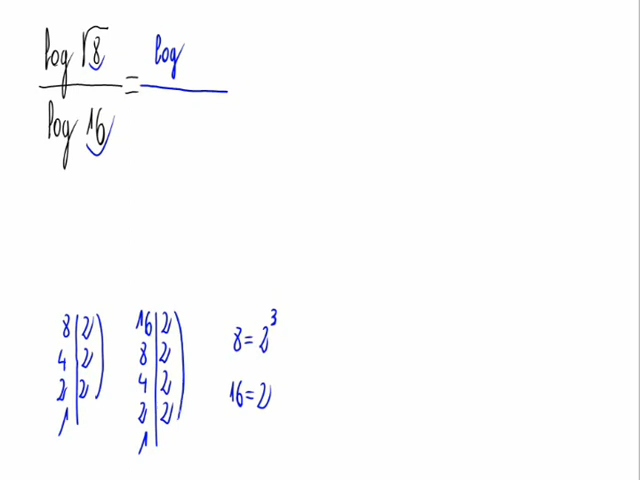 log √8 / log 16 = log
8 | 2 16 | 2
4 | 2 8 | 2 8 = 2³
2 | 2 4 | 2 16 = 2
1 | 2 | 2
1 |